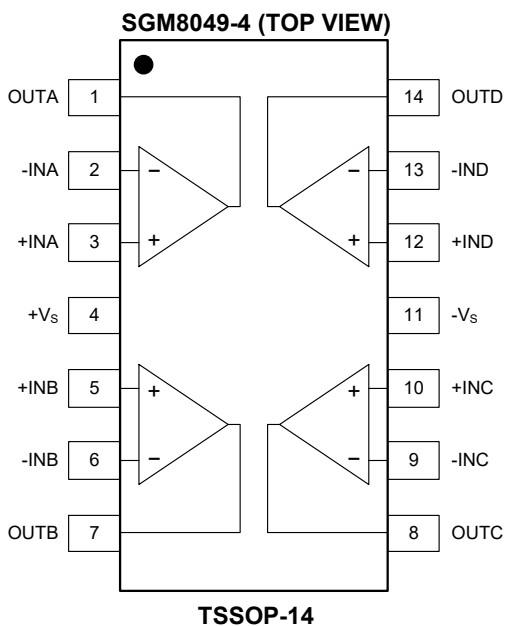 SGM8049-4 (TOP VIEW)
OUTA 1 14 OUTD
-INA 2 − − 13 -IND
+INA 3 + + 12 +IND
+VS 4 11 -VS
+INB 5 + + 10 +INC
-INB 6 − − 9 -INC
OUTB 7 8 OUTC
TSSOP-14